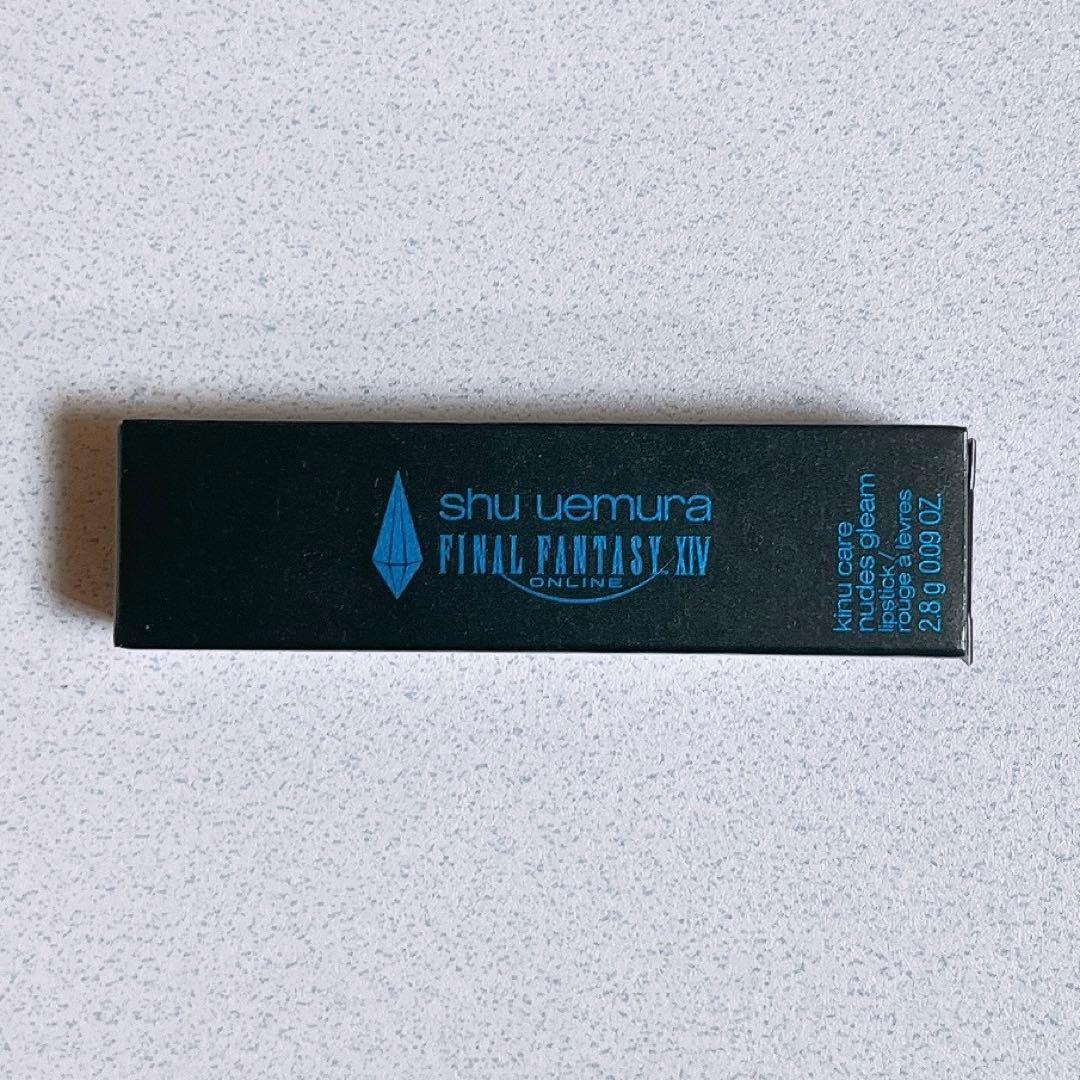 shu uemura
FINAL FANTASY XIV
ONLINE
kinu care
nudes gleam
lipstick /
rouge à lèvres
2.8 g 0.09 OZ.